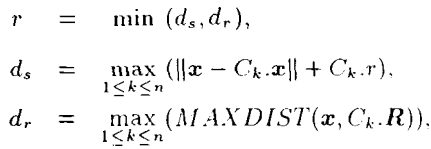 r = min (d_s, d_r),
d_s = max_{1≤k≤n} (‖x − C_k.x‖ + C_k.r),
d_r = max_{1≤k≤n} (MAXDIST(x, C_k.R)),